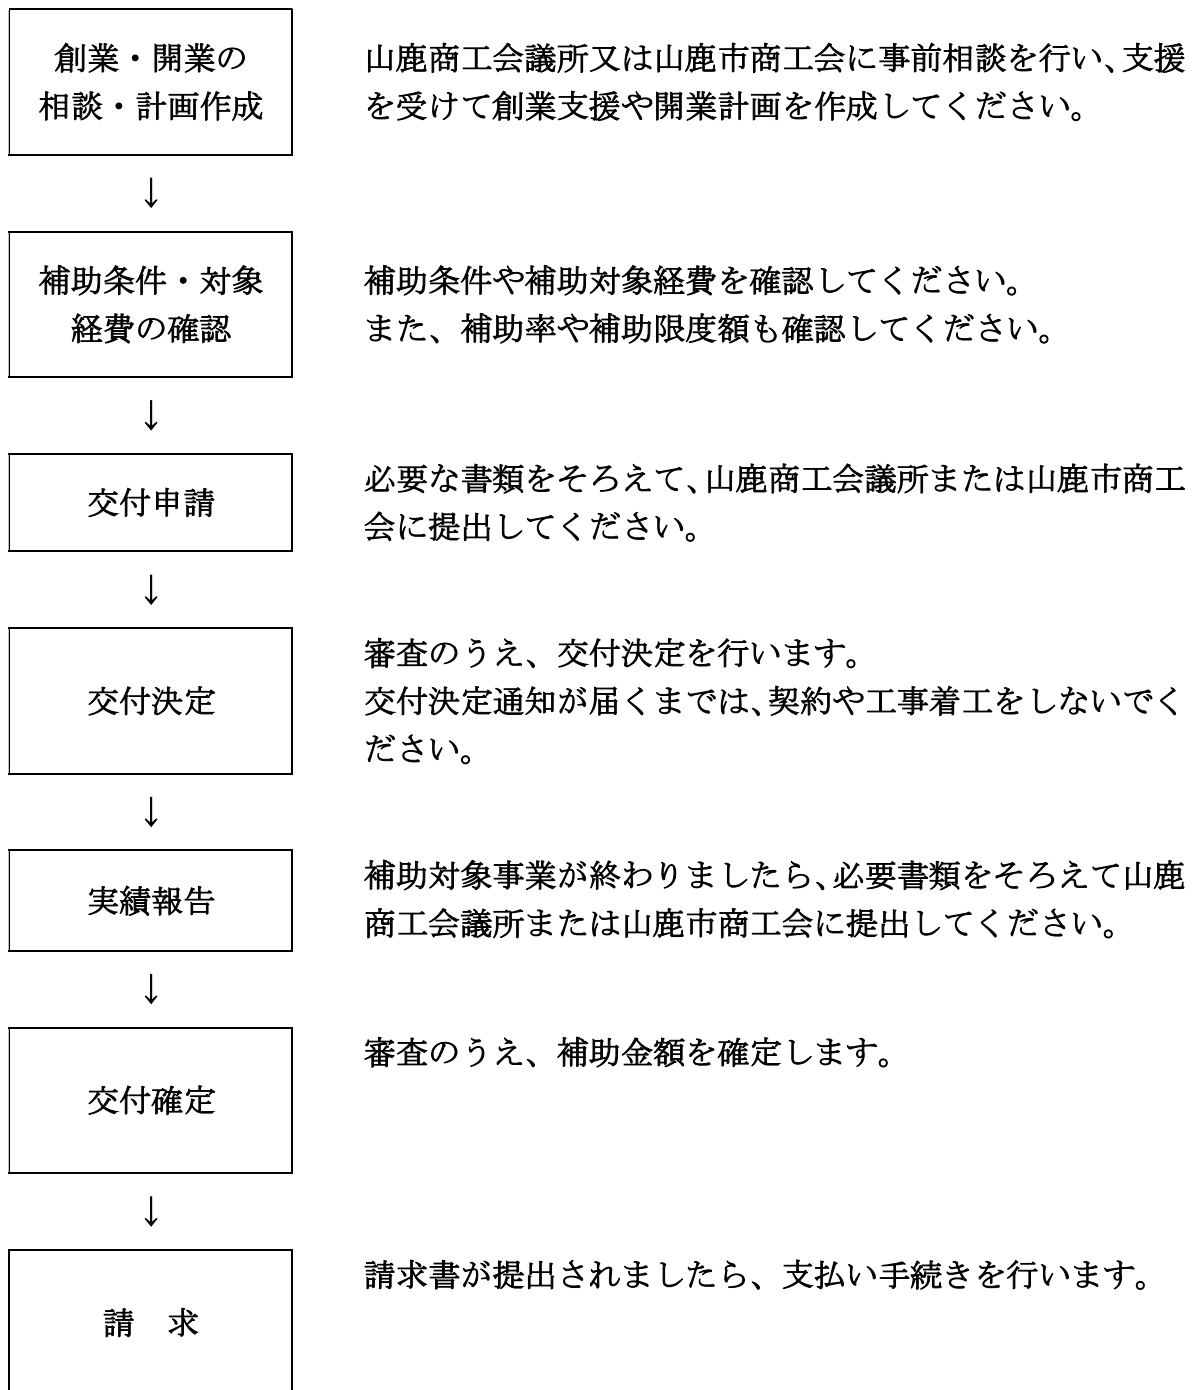 創業・開業の
相談・計画作成
山鹿商工会議所又は山鹿市商工会に事前相談を行い、支援
を受けて創業支援や開業計画を作成してください。
↓
補助条件・対象
経費の確認
補助条件や補助対象経費を確認してください。
また、補助率や補助限度額も確認してください。
↓
交付申請
必要な書類をそろえて、山鹿商工会議所または山鹿市商工
会に提出してください。
↓
交付決定
審査のうえ、交付決定を行います。
交付決定通知が届くまでは、契約や工事着工をしないでく
ださい。
↓
実績報告
補助対象事業が終わりましたら、必要書類をそろえて山鹿
商工会議所または山鹿市商工会に提出してください。
↓
交付確定
審査のうえ、補助金額を確定します。
↓
請　求
請求書が提出されましたら、支払い手続きを行います。